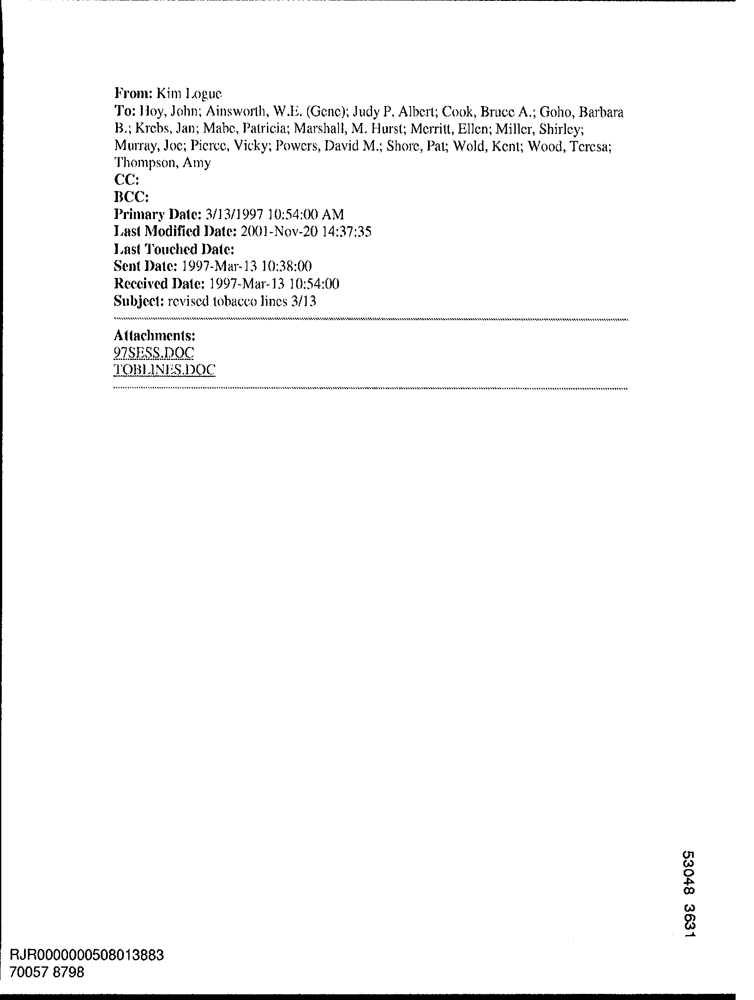 From: Kim Logue
To: Hoy, John; Ainsworth, W.E. (Gene); Judy P. Albert; Cook, Bruce A.; Goho, Barbara
B.; Krebs, Jan; Mabe, Patricia; Marshall, M. Hurst; Merritt, Ellen; Miller, Shirley;
Murray, Joe; Pierce, Vicky; Powers, David M.; Shore, Pat; Wold, Kent; Wood, Teresa;
Thompson, Amy
CC:
BCC:
Primary Date: 3/13/1997 10:54:00 AM
Last Modified Date: 2001-Nov-20 14:37:35
Last Touched Date:
Sent Date: 1997-Mar-13 10:38:00
Received Date: 1997-Mar-13 10:54:00
Subject: revised tobacco lines 3/13
Attachments:
97SESS.DOC
TOBLINES.DOC
53048 3631
RJR0000000508013883
70057 8798